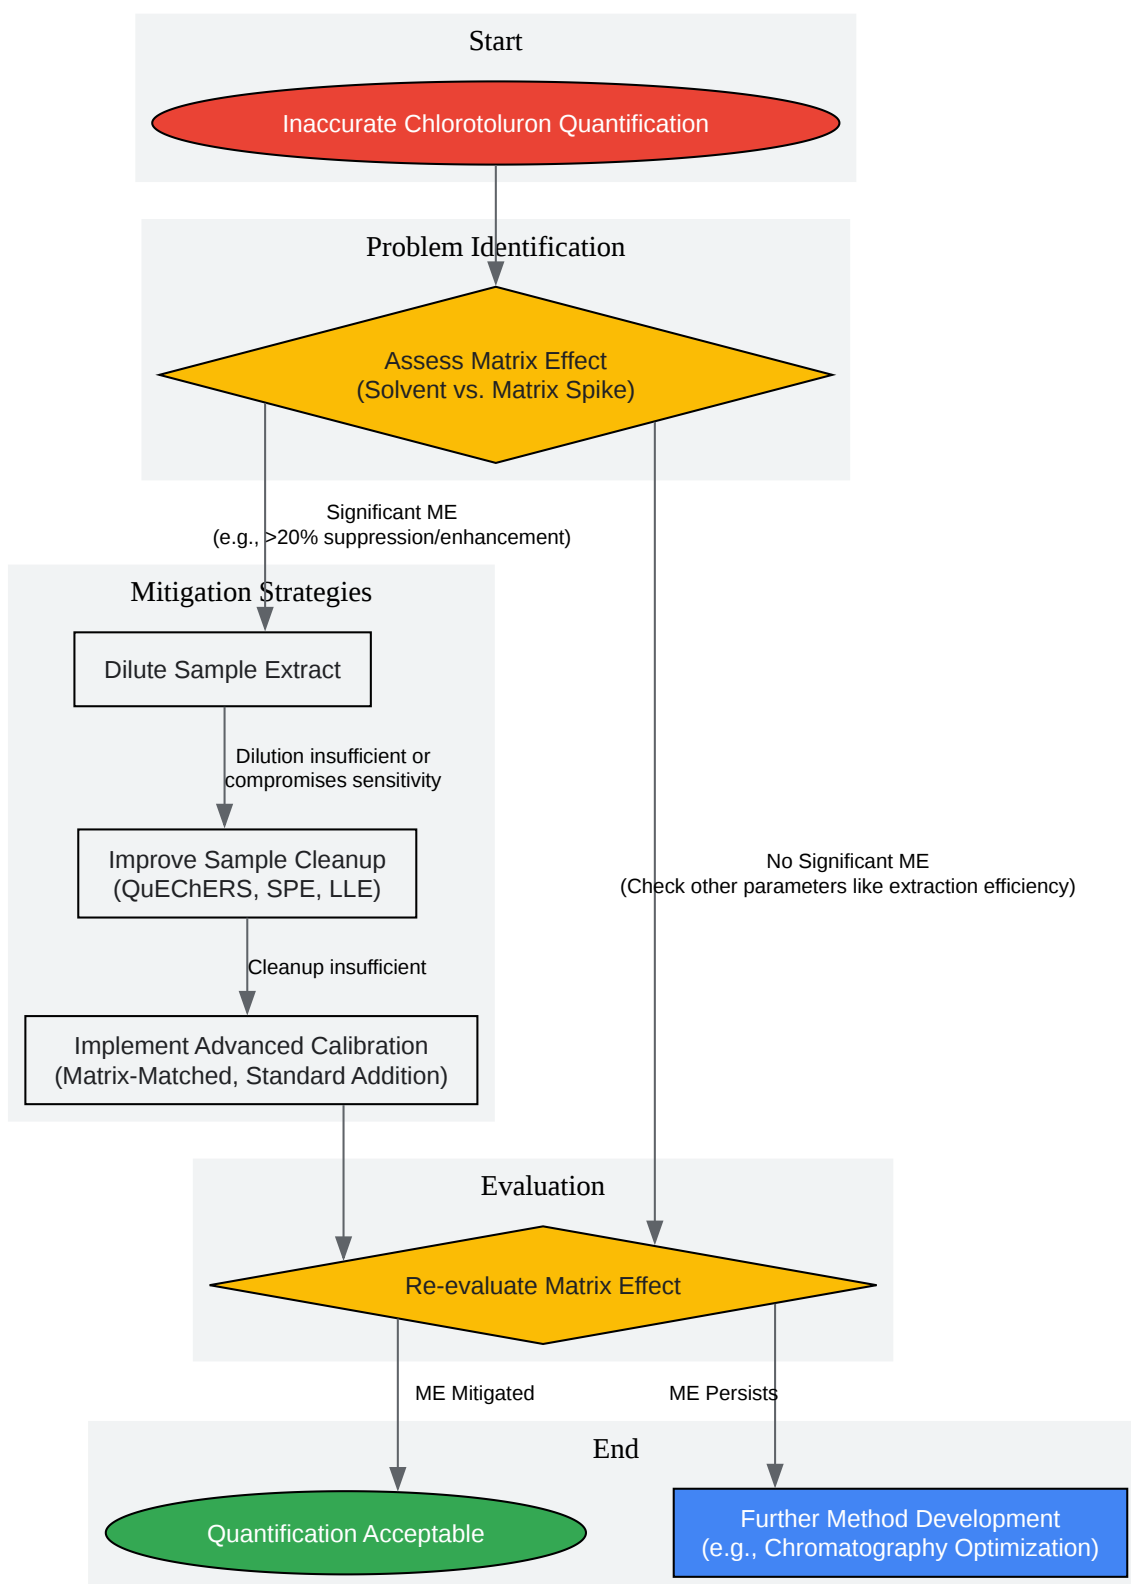 Start
Inaccurate Chlorotoluron Quantification
Problem Identification
Assess Matrix Effect
(Solvent vs. Matrix Spike)
Significant ME
(e.g., >20% suppression/enhancement)
Mitigation Strategies
Dilute Sample Extract
Dilution insufficient or
compromises sensitivity
Improve Sample Cleanup
(QuEChERS, SPE, LLE)
No Significant ME
(Check other parameters like extraction efficiency)
Cleanup insufficient
Implement Advanced Calibration
(Matrix-Matched, Standard Addition)
Evaluation
Re-evaluate Matrix Effect
ME Mitigated
ME Persists
End
Quantification Acceptable
Further Method Development
(e.g., Chromatography Optimization)